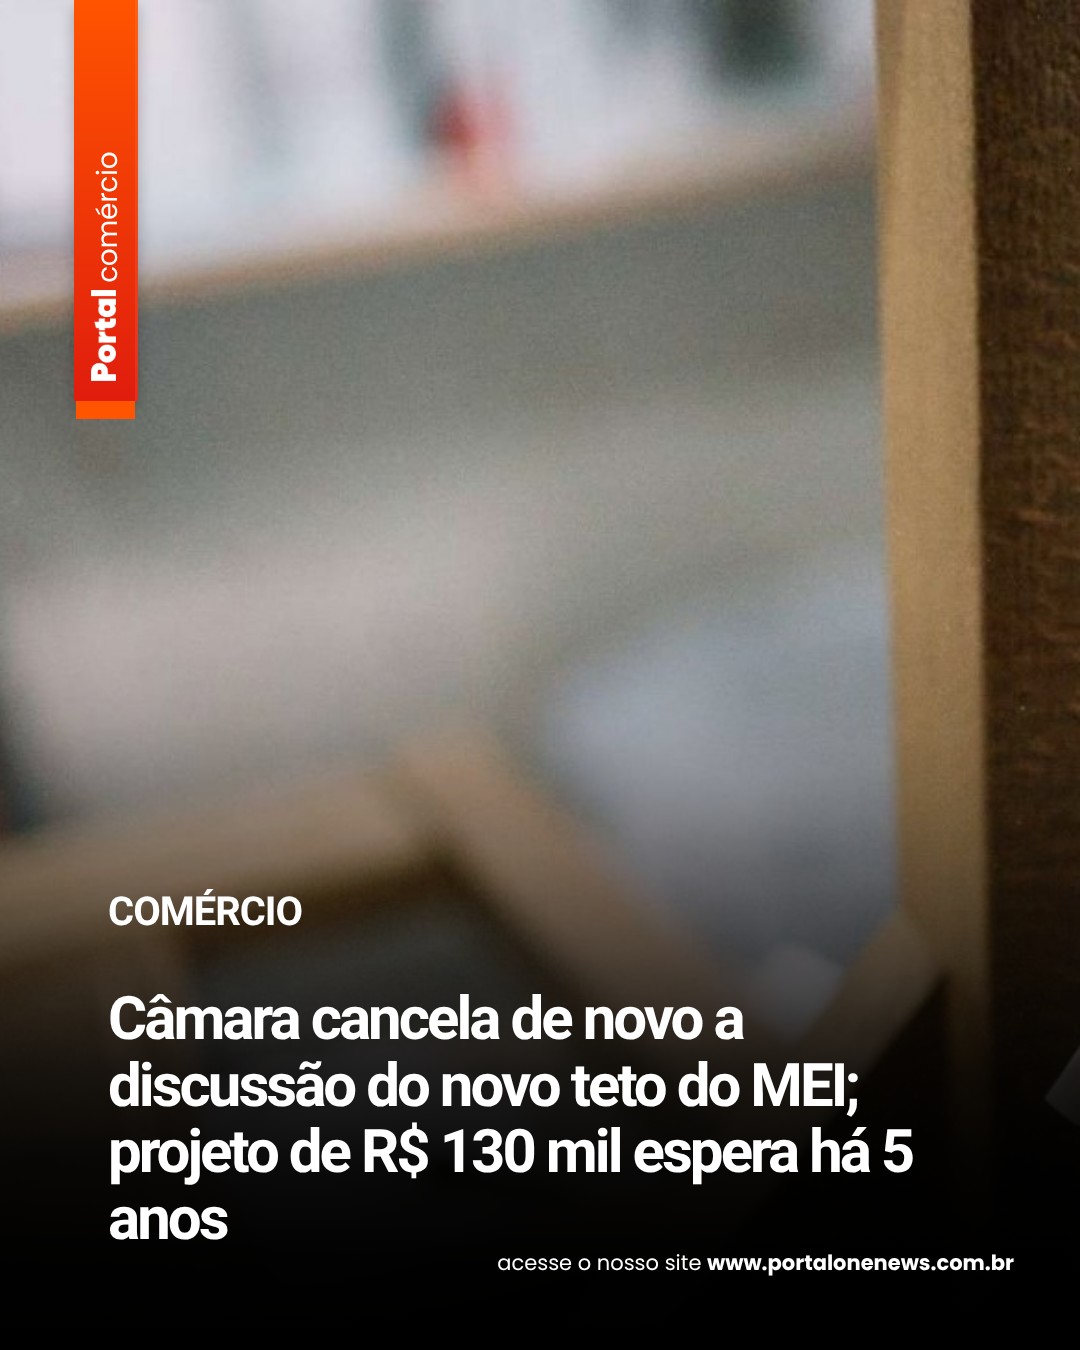 Portal comércio
COMÉRCIO
Câmara cancela de novo a
discussão do novo teto do MEI;
projeto de R$ 130 mil espera há 5
anos
acesse o nosso site www.portalonenews.com.br